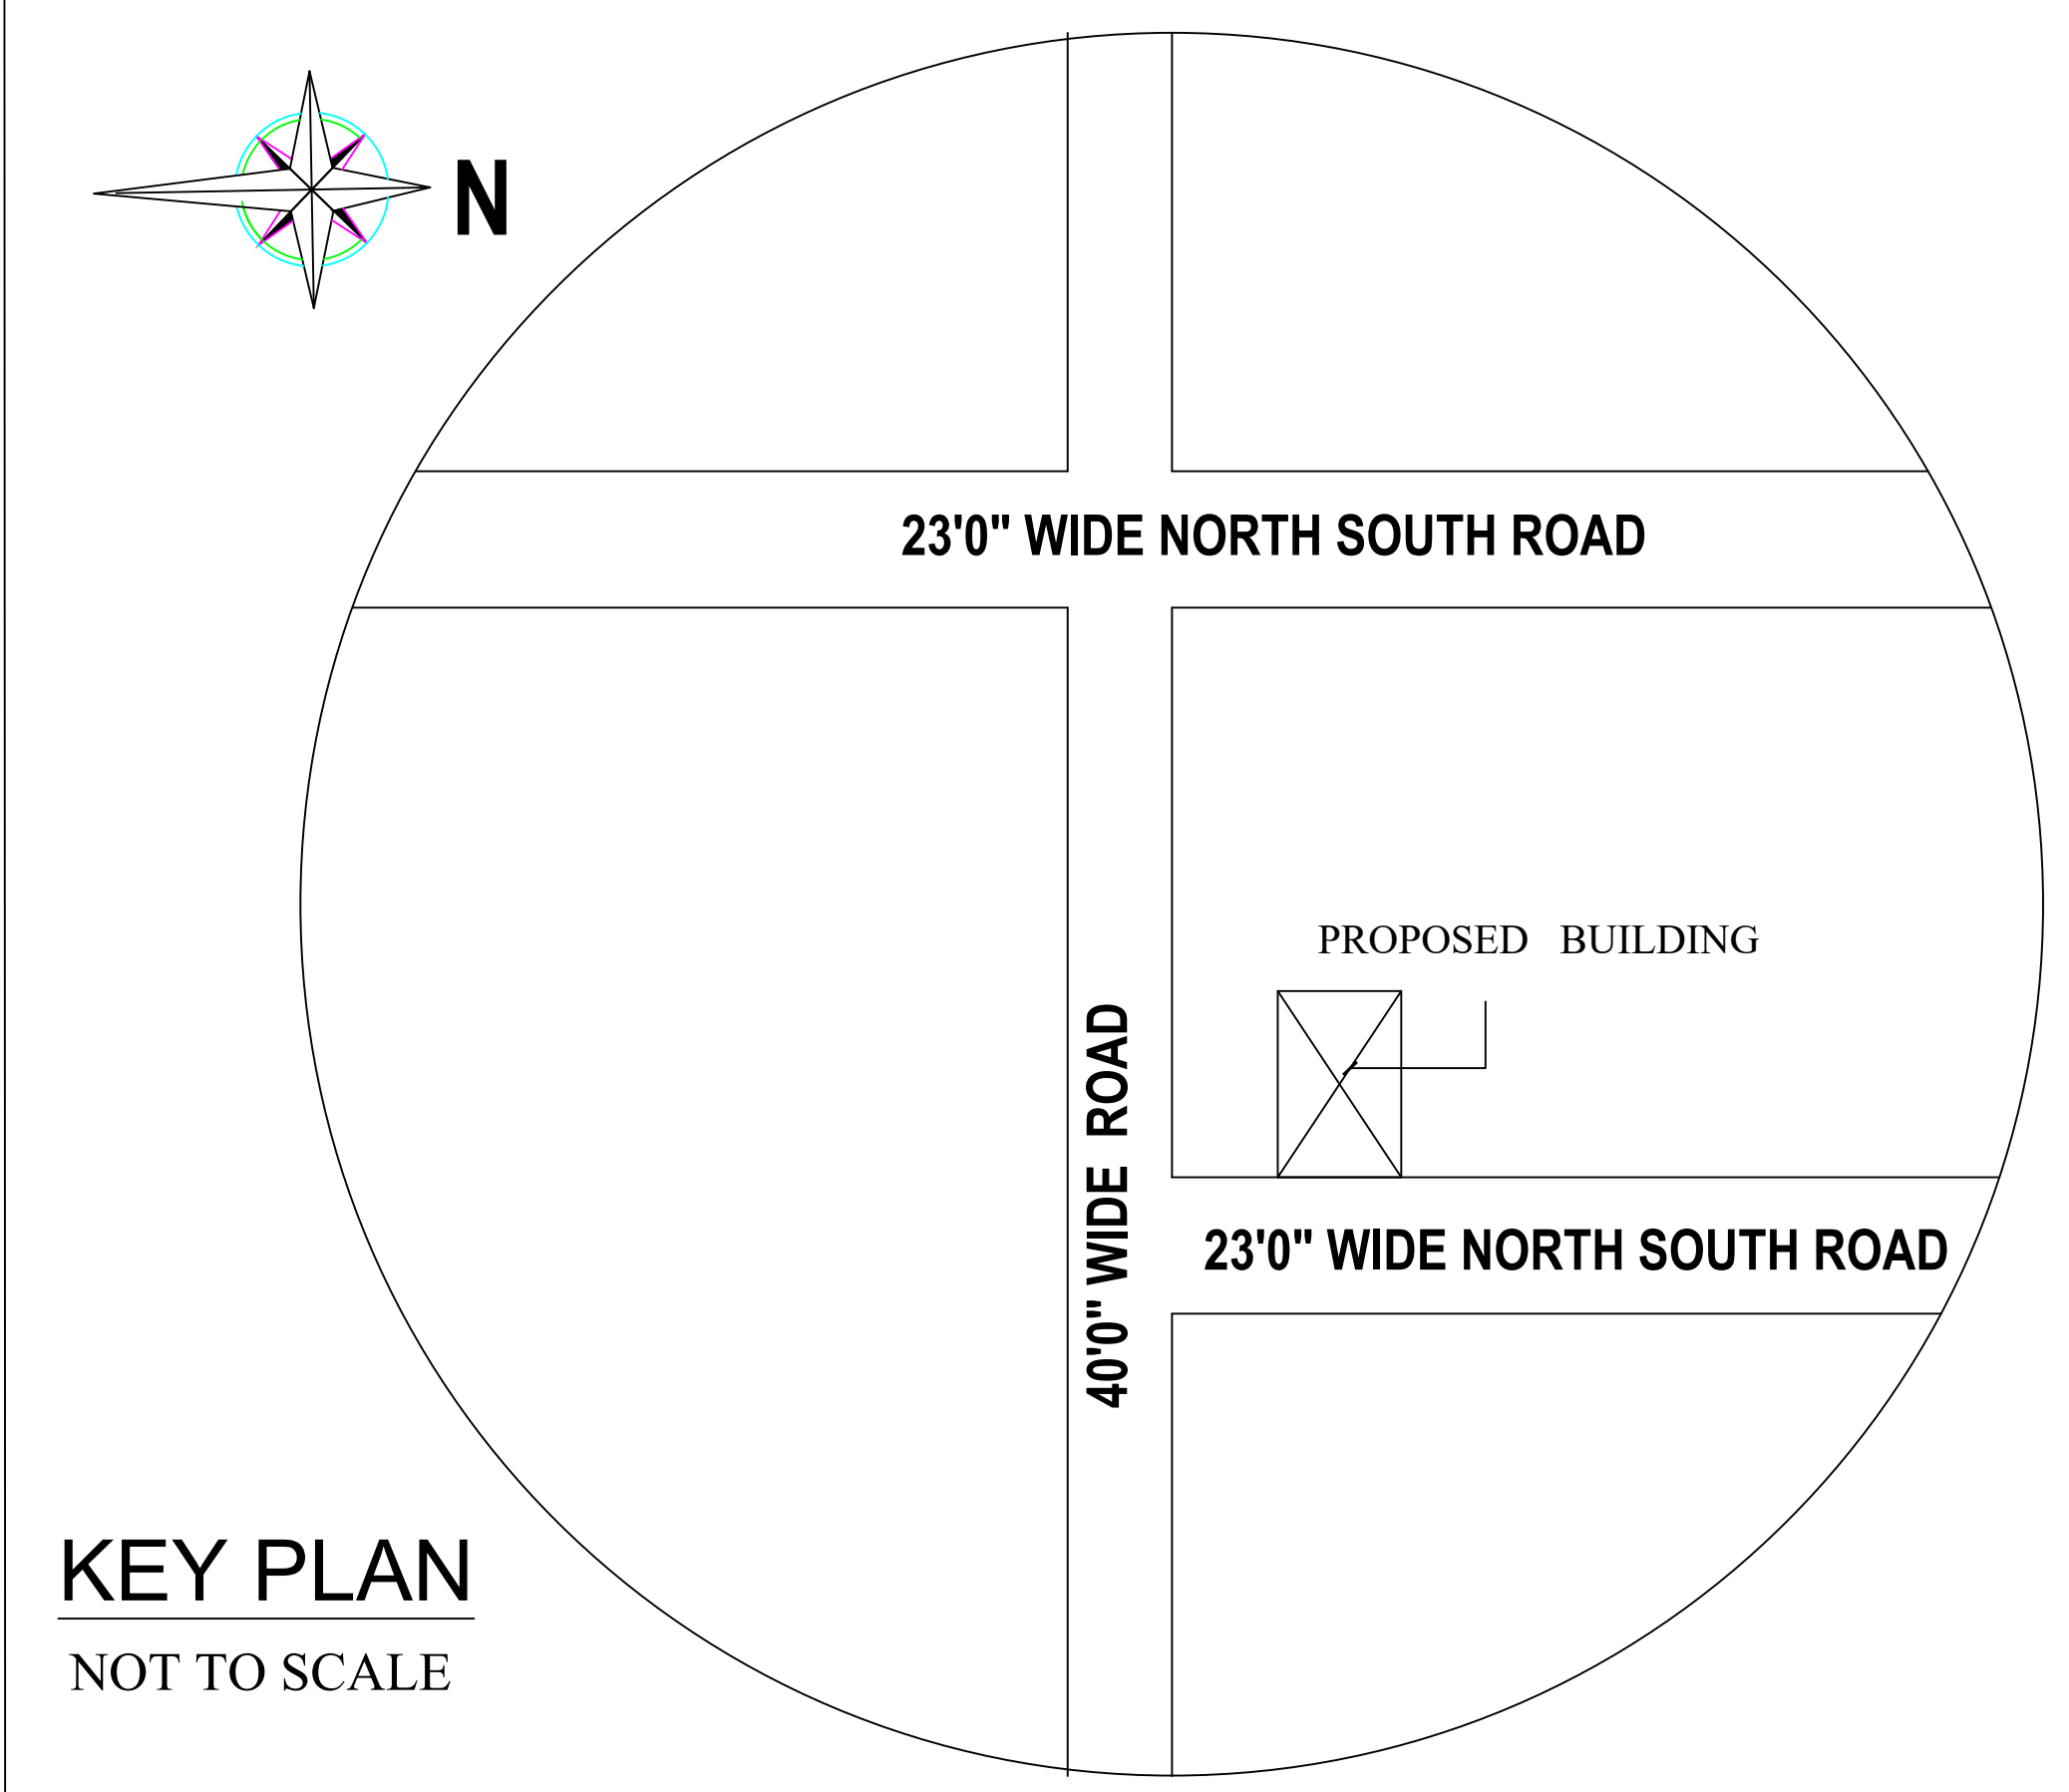 N
23'0" WIDE NORTH SOUTH ROAD
PROPOSED BUILDING
40'0" WIDE ROAD
23'0" WIDE NORTH SOUTH ROAD
KEY PLAN
NOT TO SCALE